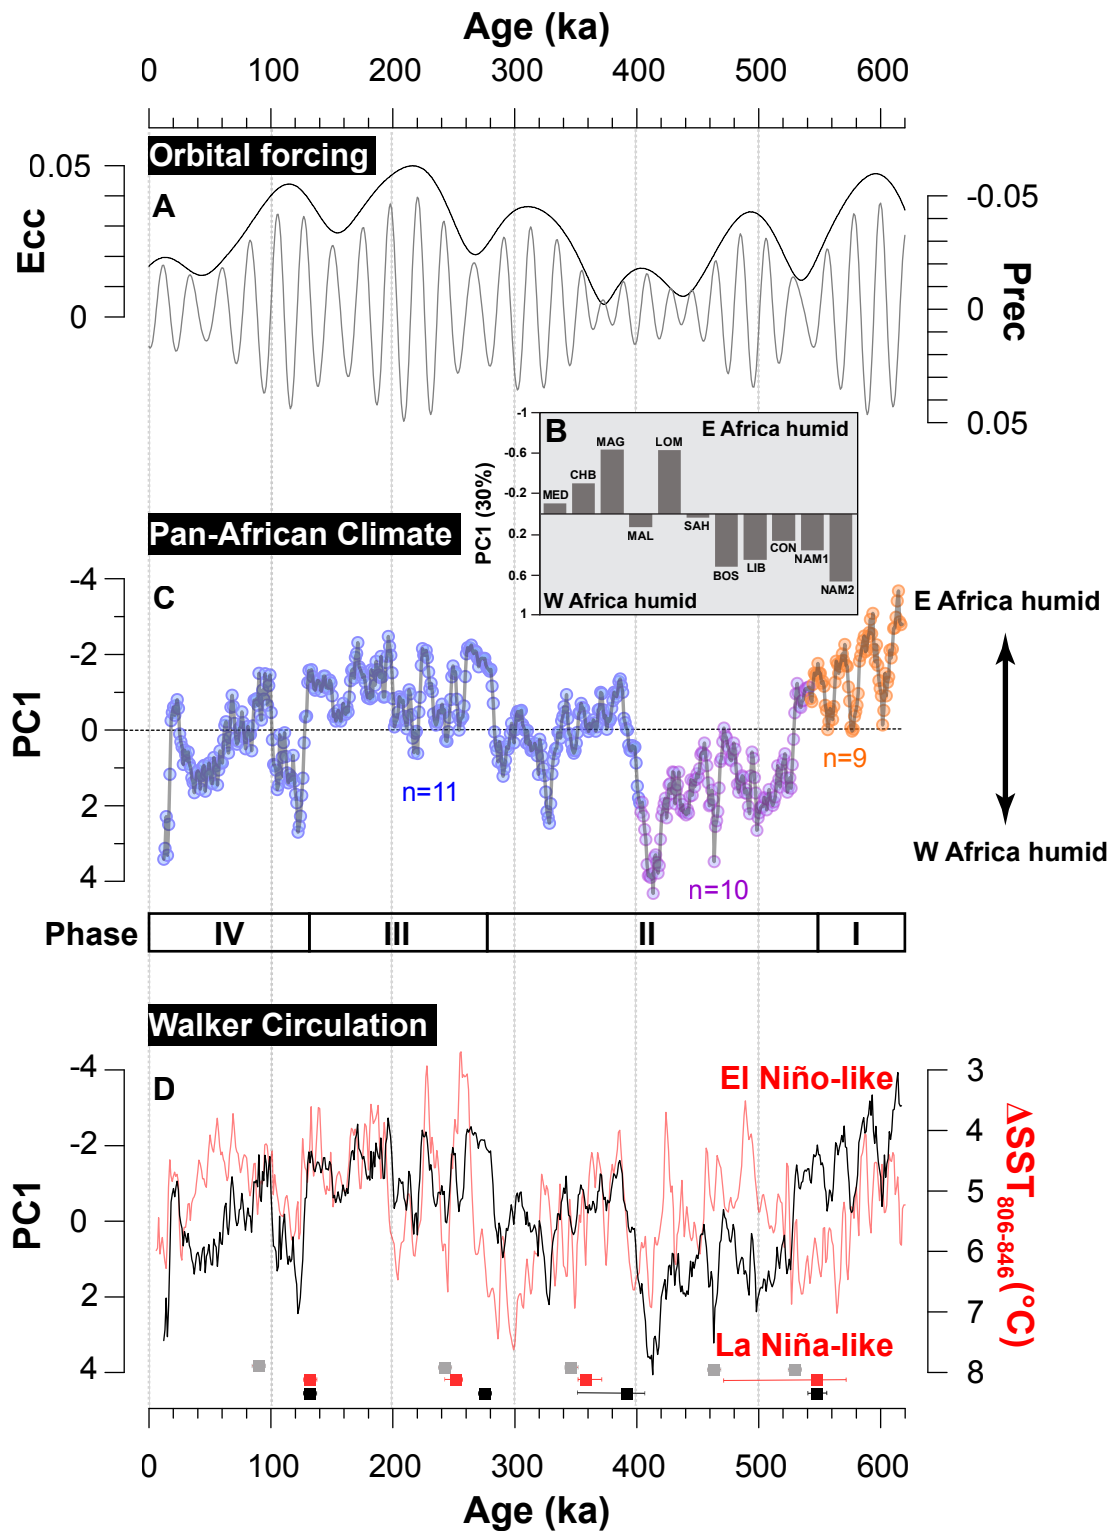 Age (ka)
0 100 200 300 400 500 600
Orbital forcing
A
0.05
0
Ecc
-0.05
0
0.05
Prec
B
E Africa humid
W Africa humid
PC1 (30%)
-1
-0.6
-0.2
0.2
0.6
1
MED
CHB
MAG
MAL
LOM
SAH
BOS
LIB
CON
NAM1
NAM2
Pan-African Climate
C
-4
-2
0
2
4
PC1
n=11
n=10
n=9
E Africa humid
W Africa humid
Phase
IV III II I
Walker Circulation
D
-4
-2
0
2
4
PC1
El Niño-like
La Niña-like
3
4
5
6
7
8
ΔSST806-846 (°C)
0 100 200 300 400 500 600
Age (ka)